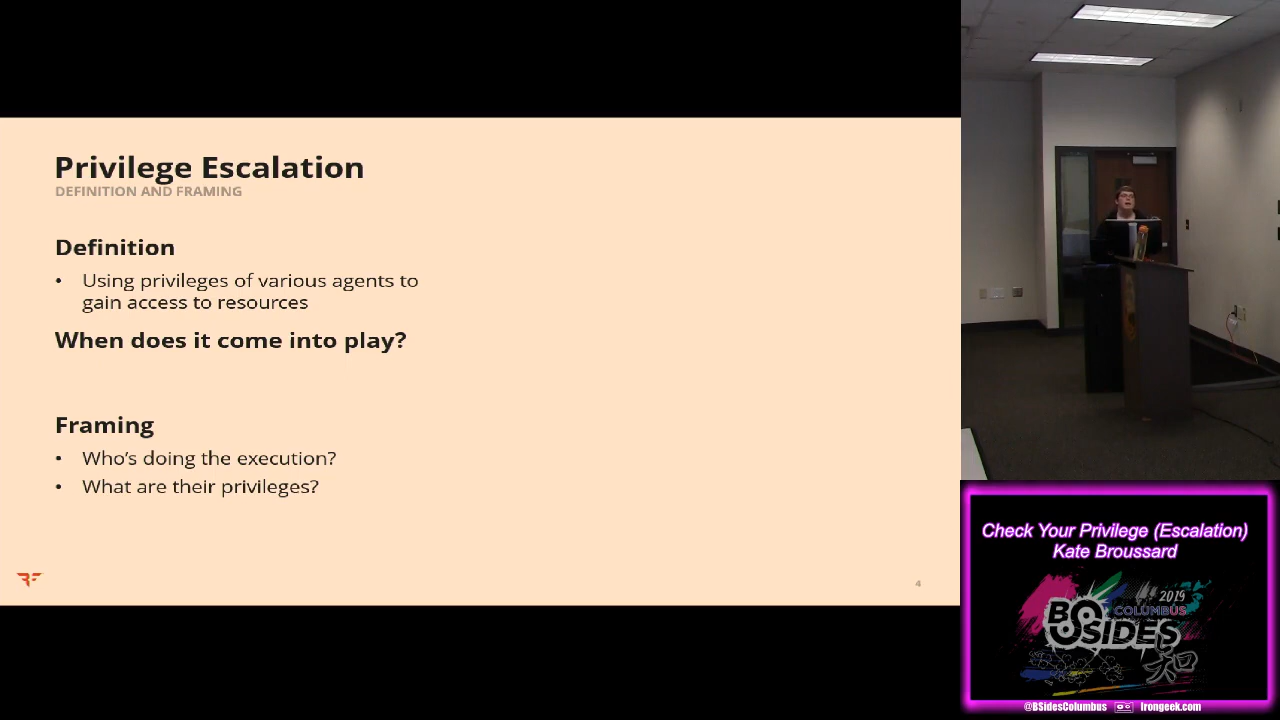 Privilege Escalation
DEFINITION AND FRAMING
Definition
• Using privileges of various agents to
gain access to resources
When does it come into play?
Framing
• Who's doing the execution?
• What are their privileges?
4
Check Your Privilege (Escalation)
Kate Broussard
2019
COLUMBUS
BSIDES
@BSidesColumbus
Irongeek.com